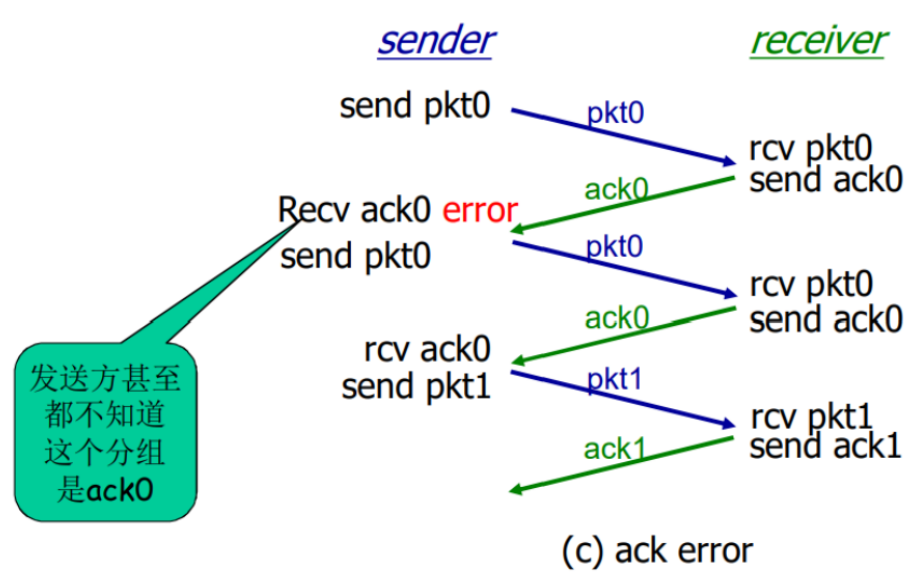 sender
receiver
send pkt0
pkt0
rcv pkt0
send ack0
ack0
Recv ack0 error
send pkt0
pkt0
rcv pkt0
send ack0
ack0
rcv ack0
send pkt1
pkt1
rcv pkt1
send ack1
ack1
发送方甚至
都不知道
这个分组
是ack0
(c) ack error